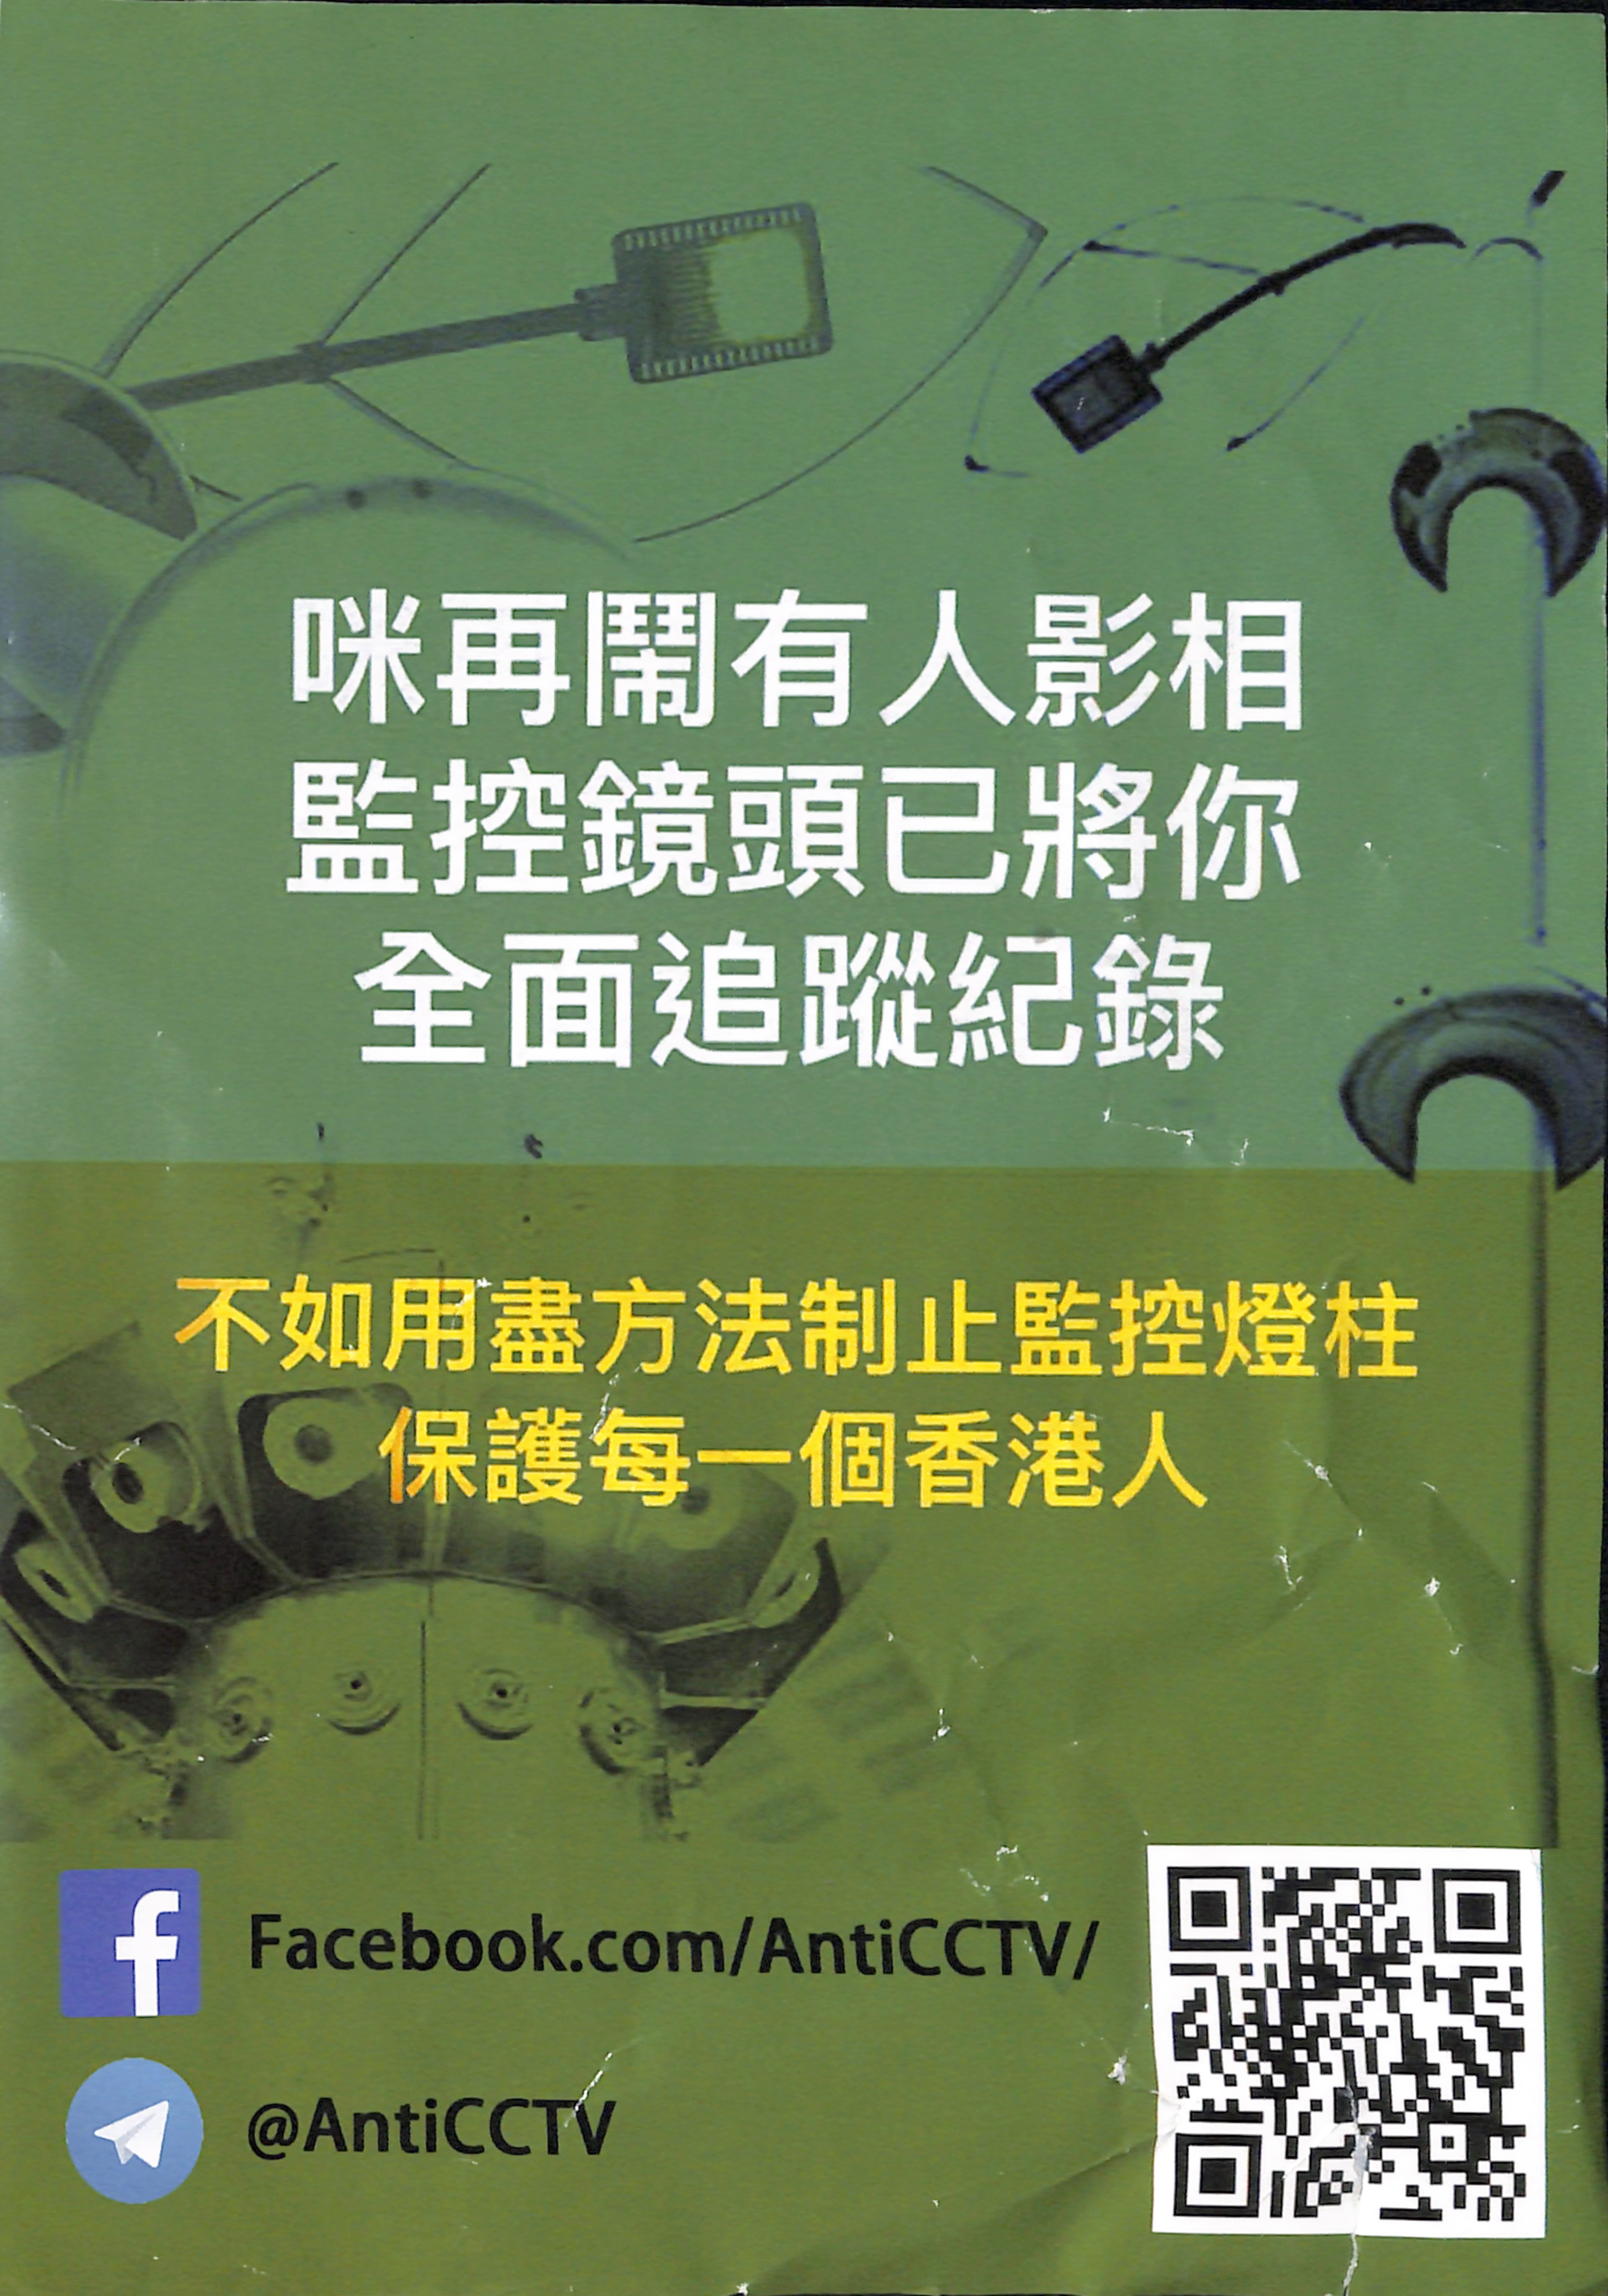 咪再鬧有人影相
監控鏡頭已將你
全面追蹤紀錄
不如用盡方法制止監控燈柱
保護每一個香港人
Facebook.com/AntiCCTV/
@AntiCCTV